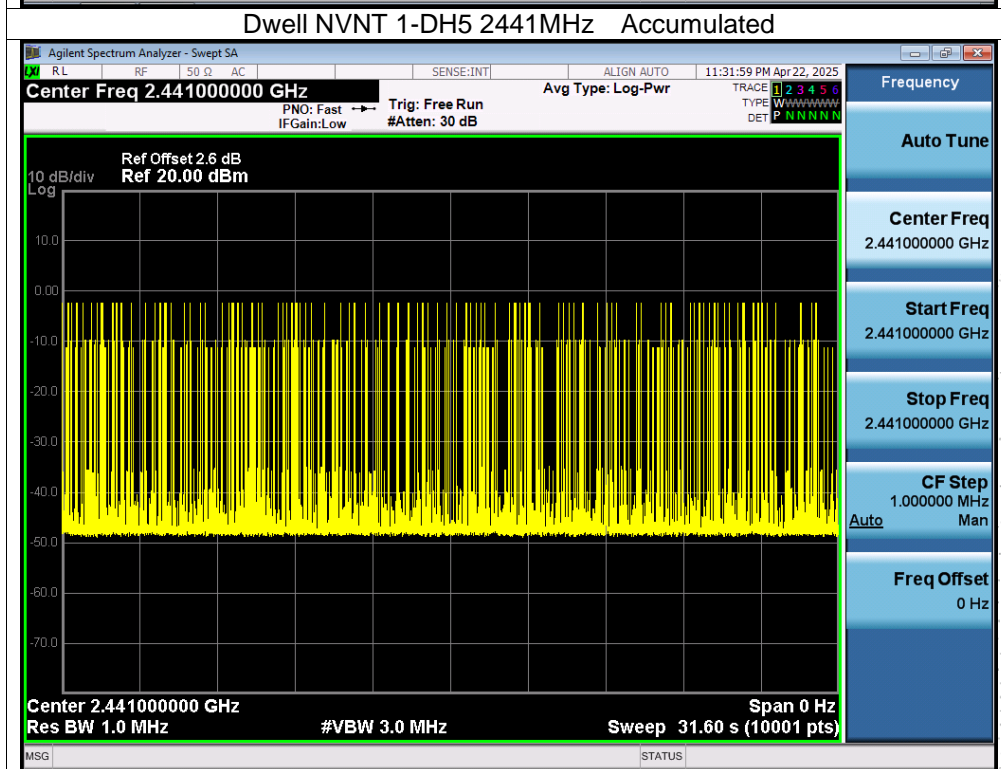 Dwell NVNT 1-DH5 2441MHz Accumulated
Agilent Spectrum Analyzer - Swept SA
LXI RL RF 50 Ω AC SENSE:INT ALIGN AUTO 11:31:59 PM Apr 22, 2025
Center Freq 2.441000000 GHz
PNO: Fast
IFGain:Low
Trig: Free Run
#Atten: 30 dB
Avg Type: Log-Pwr
TRACE 1 2 3 4 5 6
TYPE WWWWWWW
DET P N N N N N
Frequency
Auto Tune
Center Freq
2.441000000 GHz
Start Freq
2.441000000 GHz
Stop Freq
2.441000000 GHz
CF Step
1.000000 MHz
Auto Man
Freq Offset
0 Hz
Ref Offset 2.6 dB
10 dB/div Ref 20.00 dBm
Log
10.0
0.00
-10.0
-20.0
-30.0
-40.0
-50.0
-60.0
-70.0
Center 2.441000000 GHz Span 0 Hz
Res BW 1.0 MHz #VBW 3.0 MHz Sweep 31.60 s (10001 pts)
MSG STATUS